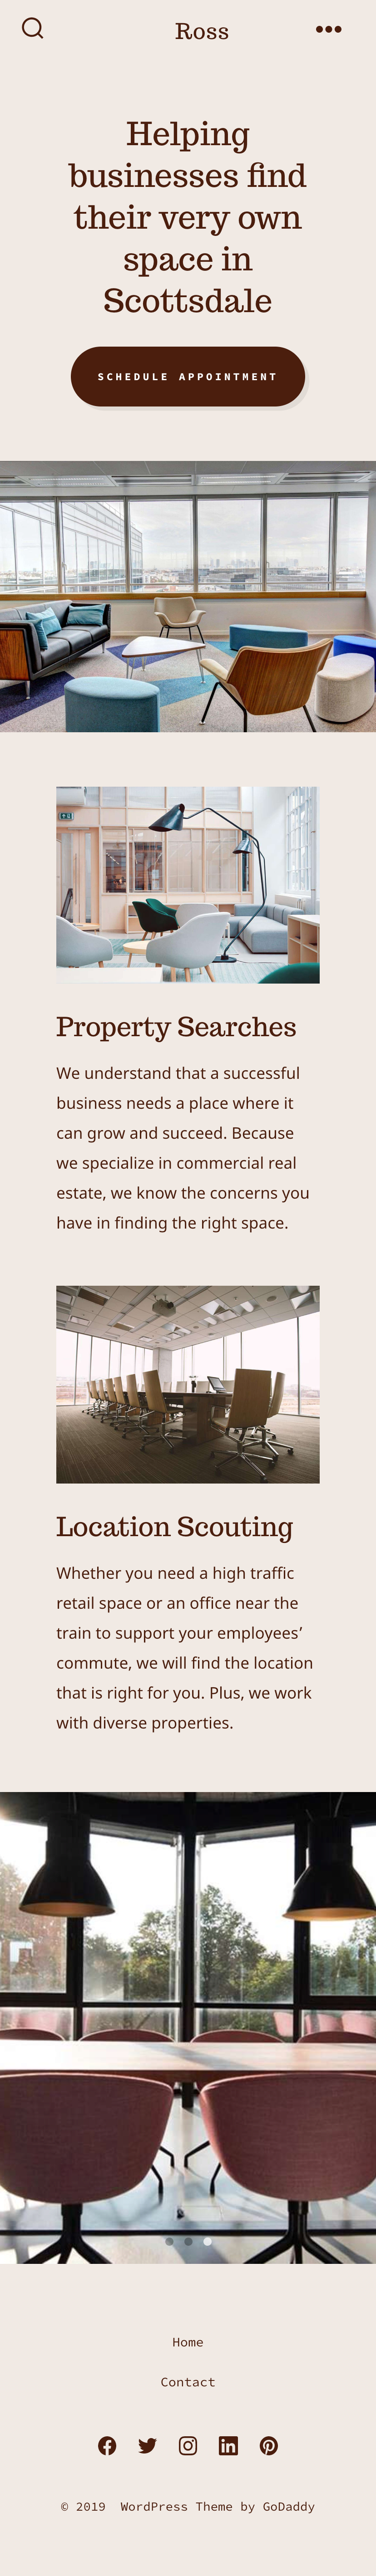 Ross
Helping
businesses find
their very own
space in
Scottsdale
SCHEDULE APPOINTMENT
Property Searches
We understand that a successful
business needs a place where it
can grow and succeed. Because
we specialize in commercial real
estate, we know the concerns you
have in finding the right space.
Location Scouting
Whether you need a high traffic
retail space or an office near the
train to support your employees’
commute, we will find the location
that is right for you. Plus, we work
with diverse properties.
Home
Contact
© 2019 WordPress Theme by GoDaddy